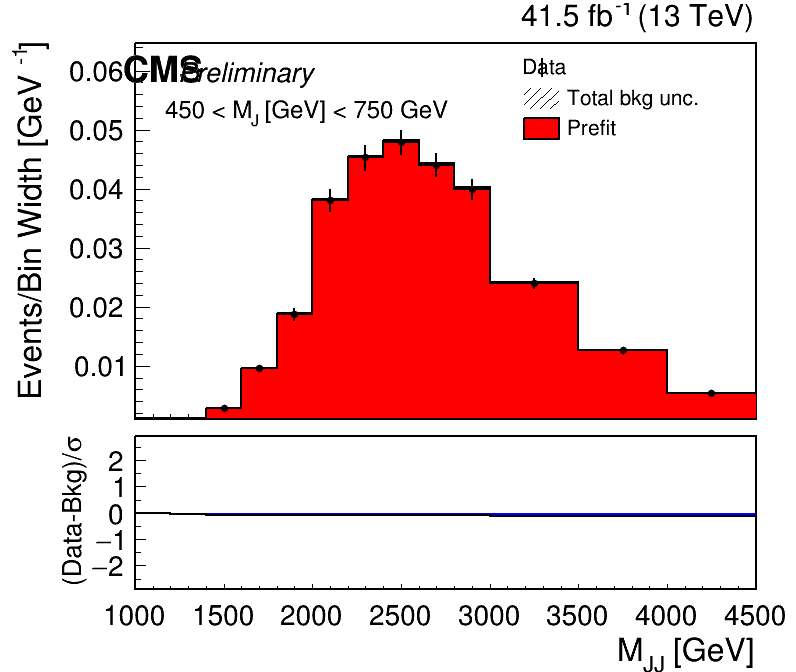 41.5 fb⁻¹ (13 TeV)
CMS Preliminary
450 < M_J [GeV] < 750 GeV
Data
Total bkg unc.
Prefit
Events/Bin Width [GeV⁻¹]
0.06
0.05
0.04
0.03
0.02
0.01
(Data-Bkg)/σ
2
1
0
−1
−2
1000 1500 2000 2500 3000 3500 4000 4500
M_JJ [GeV]